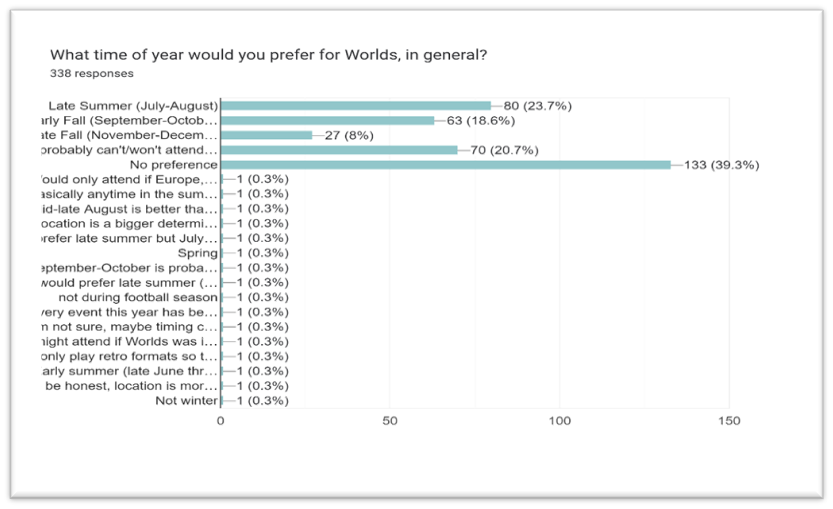 What time of year would you prefer for Worlds, in general?
338 responses
Late Summer (July-August) 80 (23.7%)
rly Fall (September-Octob... 63 (18.6%)
ate Fall (November-Decem... 27 (8%)
probably can't/won't attend... 70 (20.7%)
No preference 133 (39.3%)
ould only attend if Europe,... 1 (0.3%)
asically anytime in the sum... 1 (0.3%)
id-late August is better tha... 1 (0.3%)
ocation is a bigger determi... 1 (0.3%)
refer late summer but July... 1 (0.3%)
Spring 1 (0.3%)
eptember-October is proba... 1 (0.3%)
would prefer late summer (... 1 (0.3%)
not during football season 1 (0.3%)
very event this year has be... 1 (0.3%)
m not sure, maybe timing c... 1 (0.3%)
night attend if Worlds was i... 1 (0.3%)
only play retro formats so t... 1 (0.3%)
arly summer (late June thr... 1 (0.3%)
be honest, location is mor... 1 (0.3%)
Not winter 1 (0.3%)
0 50 100 150